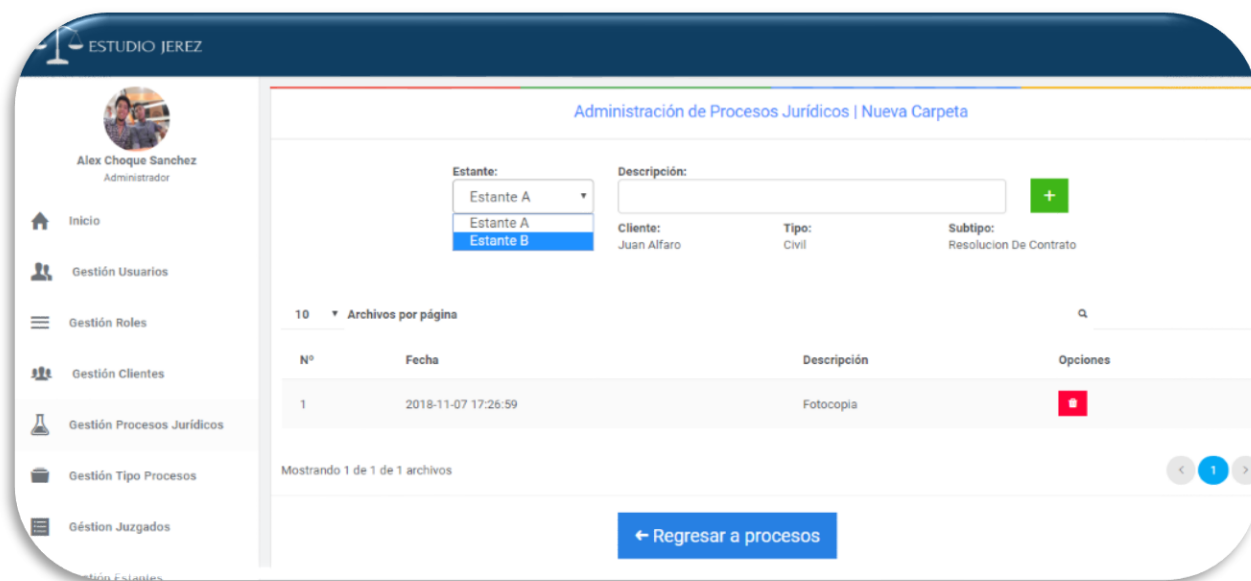 ESTUDIO JEREZ
Alex Choque Sanchez
Administrador
Inicio
Gestión Usuarios
Gestión Roles
Gestión Clientes
Gestión Procesos Jurídicos
Gestión Tipo Procesos
Géstion Juzgados
Estantes
Administración de Procesos Jurídicos | Nueva Carpeta
Estante:
Estante A
Estante A
Estante B
Descripción:
+
Cliente:
Juan Alfaro
Tipo:
Civil
Subtipo:
Resolucion De Contrato
10 Archivos por página
Nº Fecha Descripción Opciones
1 2018-11-07 17:26:59 Fotocopia
Mostrando 1 de 1 de 1 archivos
< 1 >
← Regresar a procesos